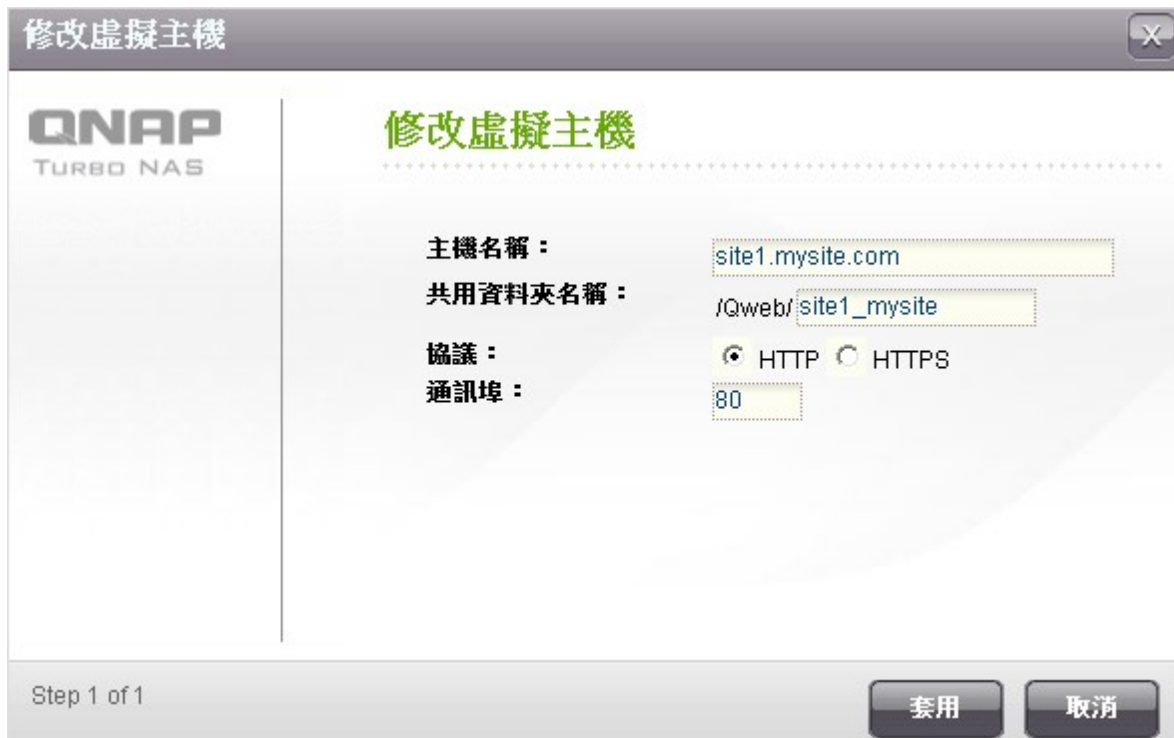 修改虛擬主機
X
QNAP
TURBO NAS
修改虛擬主機
主機名稱：
site1.mysite.com
共用資料夾名稱：
/Qweb/ site1_mysite
協議：
HTTP HTTPS
通訊埠：
80
Step 1 of 1
套用
取消